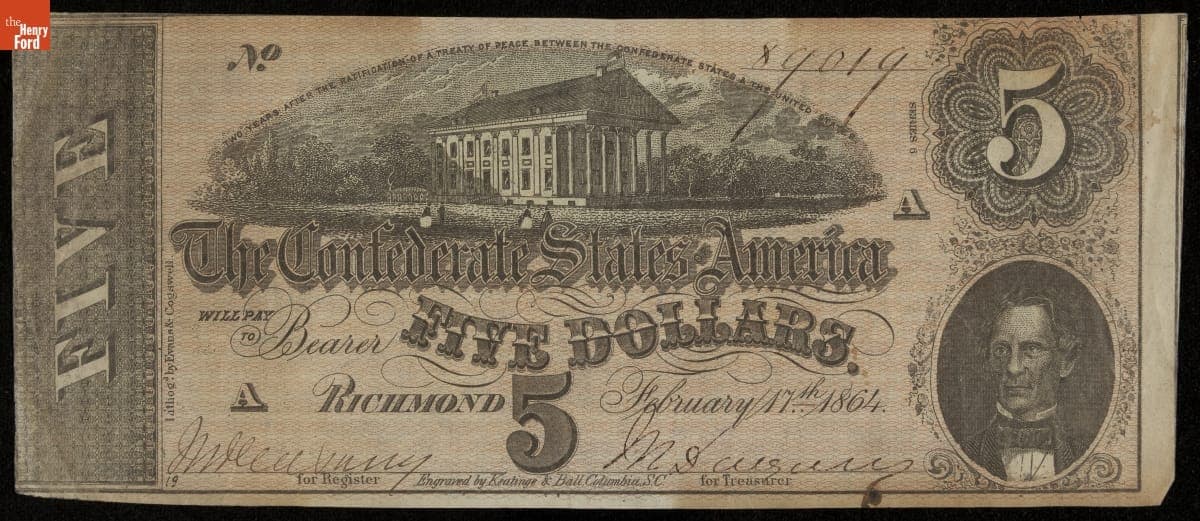 the
Henry
Ford
No
89019
TWO YEARS AFTER THE RATIFICATION OF A TREATY OF PEACE BETWEEN THE CONFEDERATE STATES & THE UNITED STATES
5
SERIES 5
A
FIVE
The Confederate States of America
WILL PAY
TO Bearer FIVE DOLLARS.
Lithog'd by Evans & Cogswell
A RICHMOND 5 February 17th 1864.
19 for Register Engraved by Keatinge & Ball, Columbia, S.C. for Treasurer